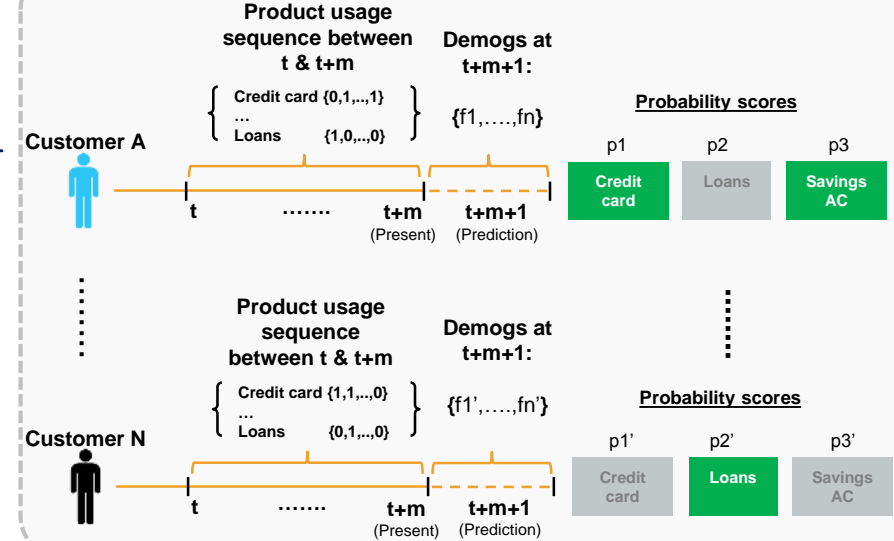 Product usage
sequence between
t & t+m
Demogs at
t+m+1:
Credit card {0,1,..,1}
…
Loans {1,0,..,0}
{f1,….,fn}
Probability scores
Customer A
p1 p2 p3
Credit
card
Loans
Savings
AC
t ……. t+m t+m+1
(Present) (Prediction)
Product usage
sequence
between t & t+m
Demogs at
t+m+1:
Credit card {1,1,..,0}
…
Loans {0,1,..,0}
{f1',….,fn'}
Probability scores
Customer N
p1' p2' p3'
Credit
card
Loans
Savings
AC
t ……. t+m t+m+1
(Present) (Prediction)